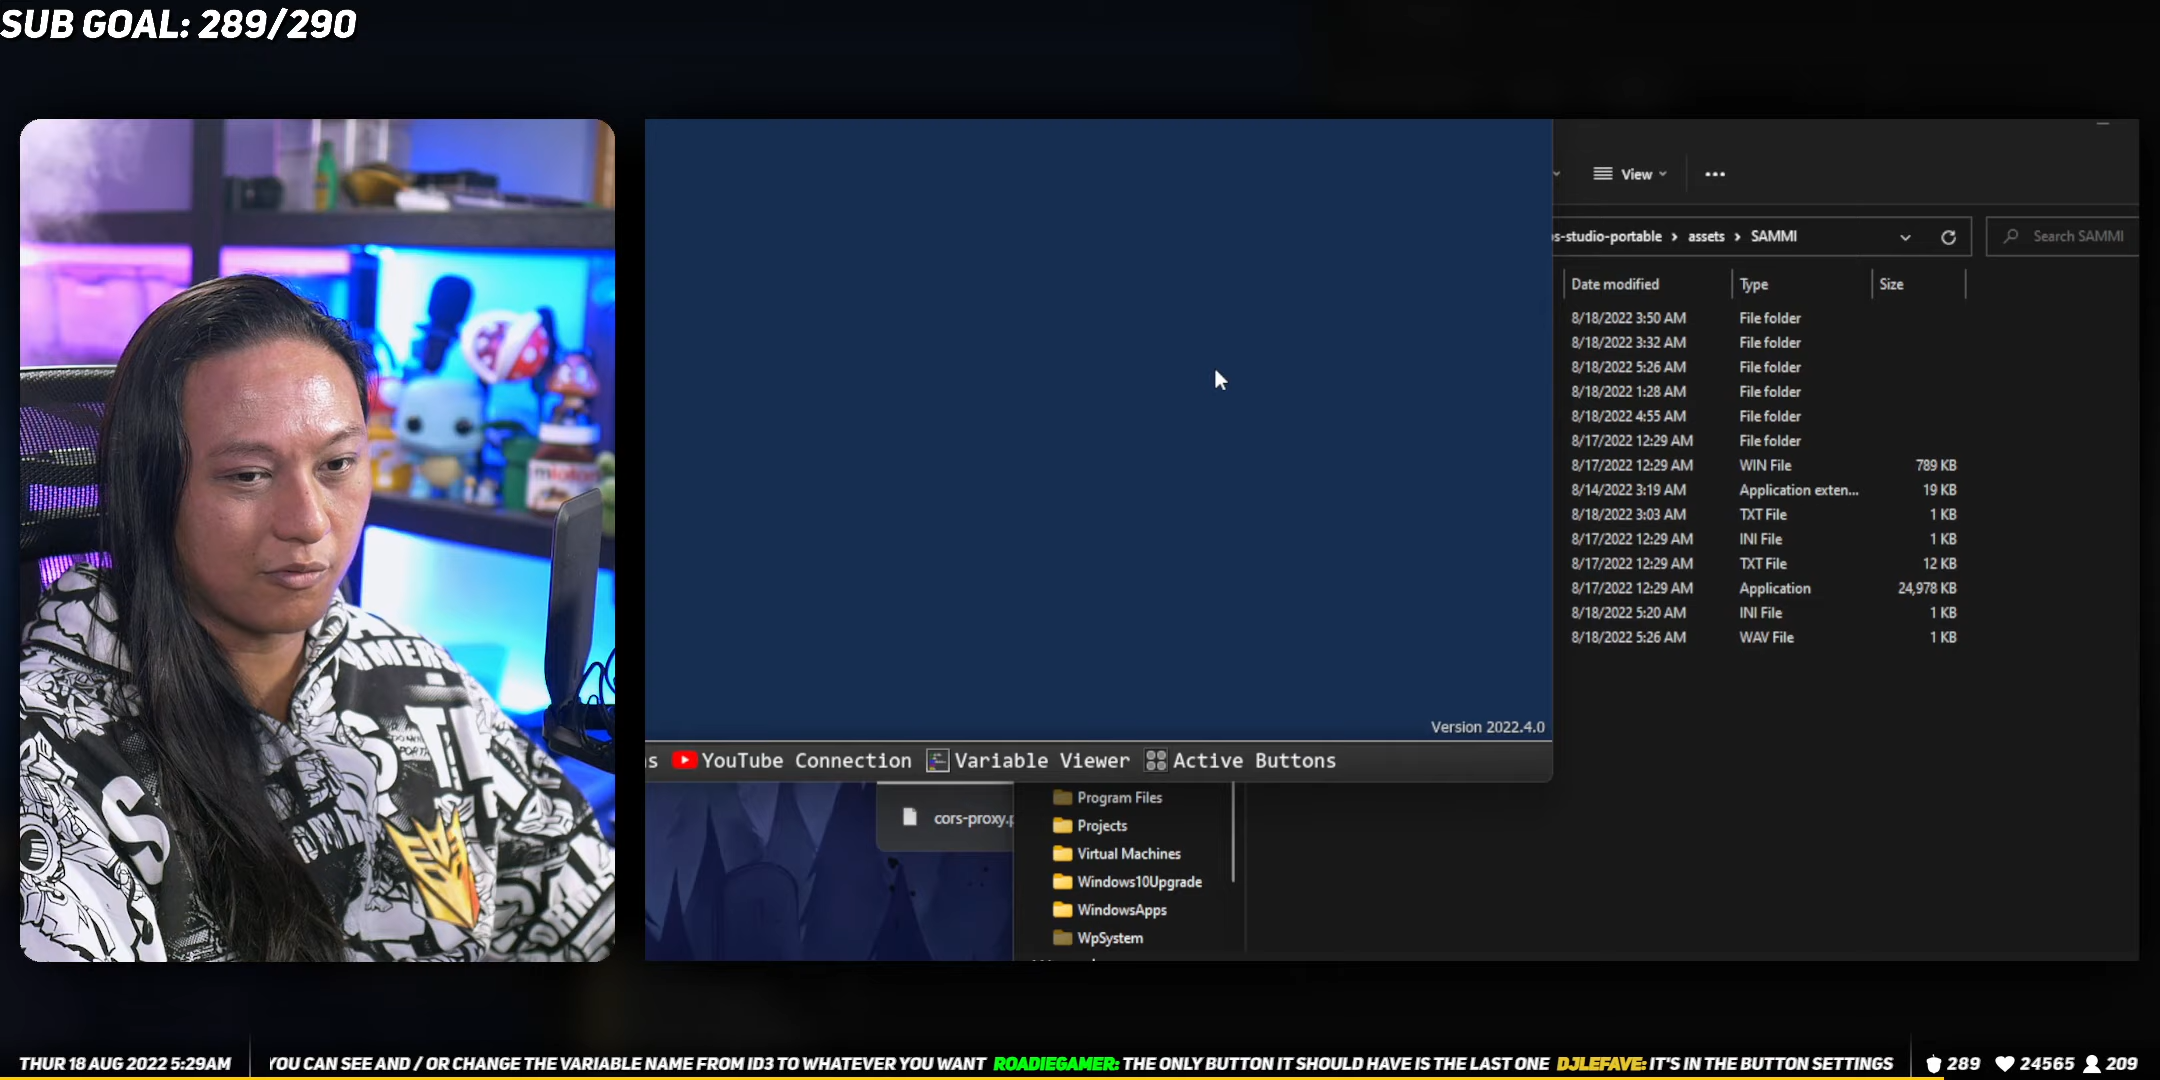 SUB GOAL: 289/290
View
s-studio-portable > assets > SAMMI
Search SAMMI
Date modified Type Size
8/18/2022 3:50 AM File folder
8/18/2022 3:32 AM File folder
8/18/2022 5:26 AM File folder
8/18/2022 1:28 AM File folder
8/18/2022 4:55 AM File folder
8/17/2022 12:29 AM File folder
8/17/2022 12:29 AM WIN File 789 KB
8/14/2022 3:19 AM Application exten... 19 KB
8/18/2022 3:03 AM TXT File 1 KB
8/17/2022 12:29 AM INI File 1 KB
8/17/2022 12:29 AM TXT File 12 KB
8/17/2022 12:29 AM Application 24,978 KB
8/18/2022 5:20 AM INI File 1 KB
8/18/2022 5:26 AM WAV File 1 KB
Version 2022.4.0
s YouTube Connection Variable Viewer Active Buttons
cors-proxy.p
Program Files
Projects
Virtual Machines
Windows10Upgrade
WindowsApps
WpSystem
THUR 18 AUG 2022 5:29AM
YOU CAN SEE AND / OR CHANGE THE VARIABLE NAME FROM ID3 TO WHATEVER YOU WANT ROADIEGAMER: THE ONLY BUTTON IT SHOULD HAVE IS THE LAST ONE DJLEFAVE: IT'S IN THE BUTTON SETTINGS
289 24565 209